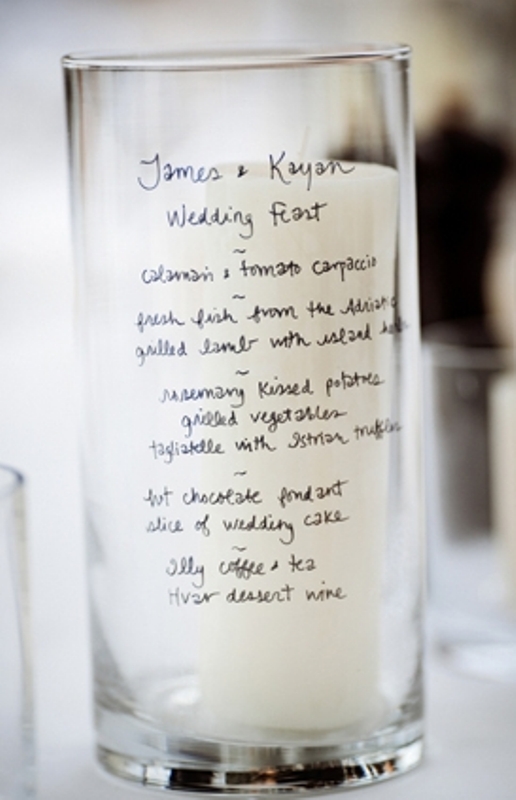 James & Kayan
Wedding Feast
~
calamari & tomato carpaccio
~
fresh fish from the Adriatic
grilled lamb with island herbs
~
rosemary kissed potatoes
grilled vegetables
tagliatelle with Istrian truffles
~
hot chocolate fondant
slice of wedding cake
~
illy coffee & tea
Hvar dessert wine